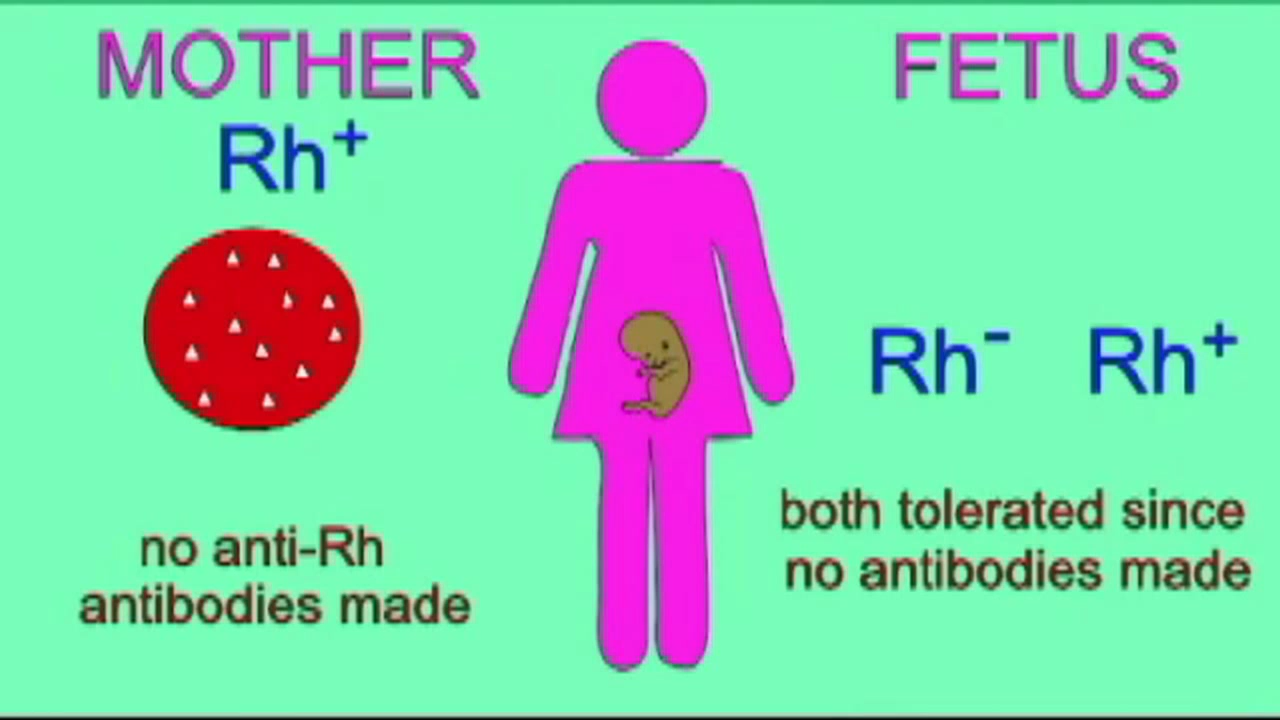 MOTHER
Rh⁺
no anti-Rh
antibodies made
FETUS
Rh⁻ Rh⁺
both tolerated since
no antibodies made